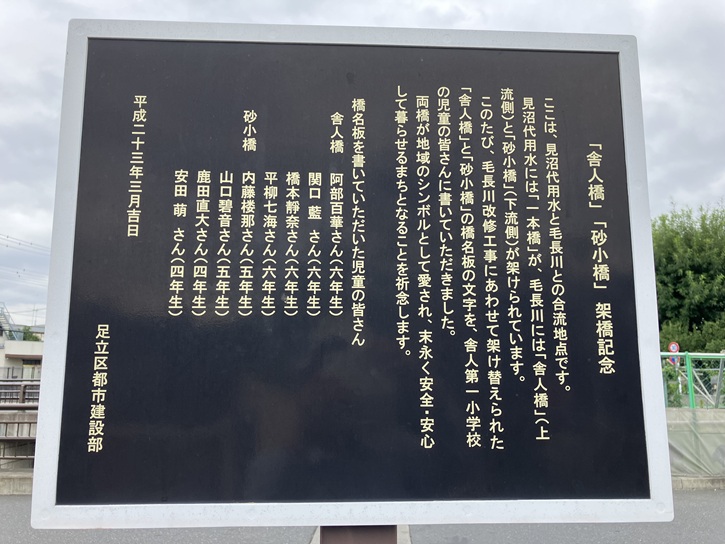 「舎人橋」「砂小橋」 架橋記念
ここは、見沼代用水と毛長川との合流地点です。
見沼代用水には「一本橋」が、毛長川には「舎人橋」（上
流側）と「砂小橋」（下流側）が架けられています。
このたび、毛長川改修工事にあわせて架け替えられた
「舎人橋」と「砂小橋」の橋名板の文字を、舎人第一小学校
の児童の皆さんに書いていただきました。
両橋が地域のシンボルとして愛され、末永く安全・安心
して暮らせるまちとなることを祈念します。
橋名板を書いていただいた児童の皆さん
舎人橋 阿部百華さん（六年生）
関口 藍 さん（六年生）
橋本靜奈さん（六年生）
平柳七海さん（六年生）
砂小橋 内藤楼那さん（五年生）
山口碧音さん（五年生）
鹿田直大さん（四年生）
安田 萌 さん（四年生）
平成二十三年三月吉日
足立区都市建設部